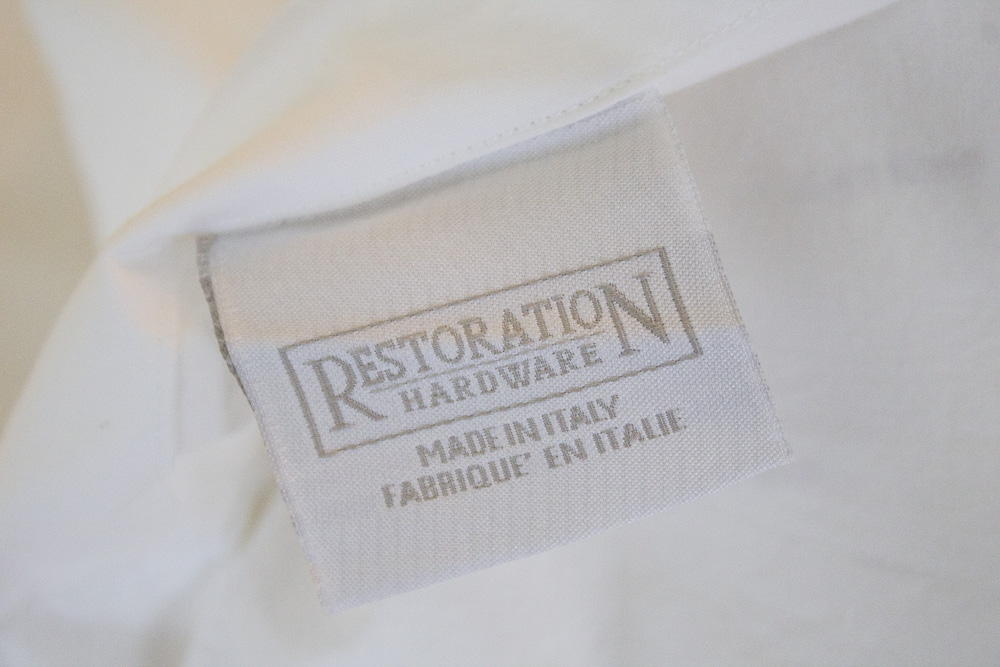 RESTORATION
HARDWARE
MADE IN ITALY
FABRIQUE' EN ITALIE